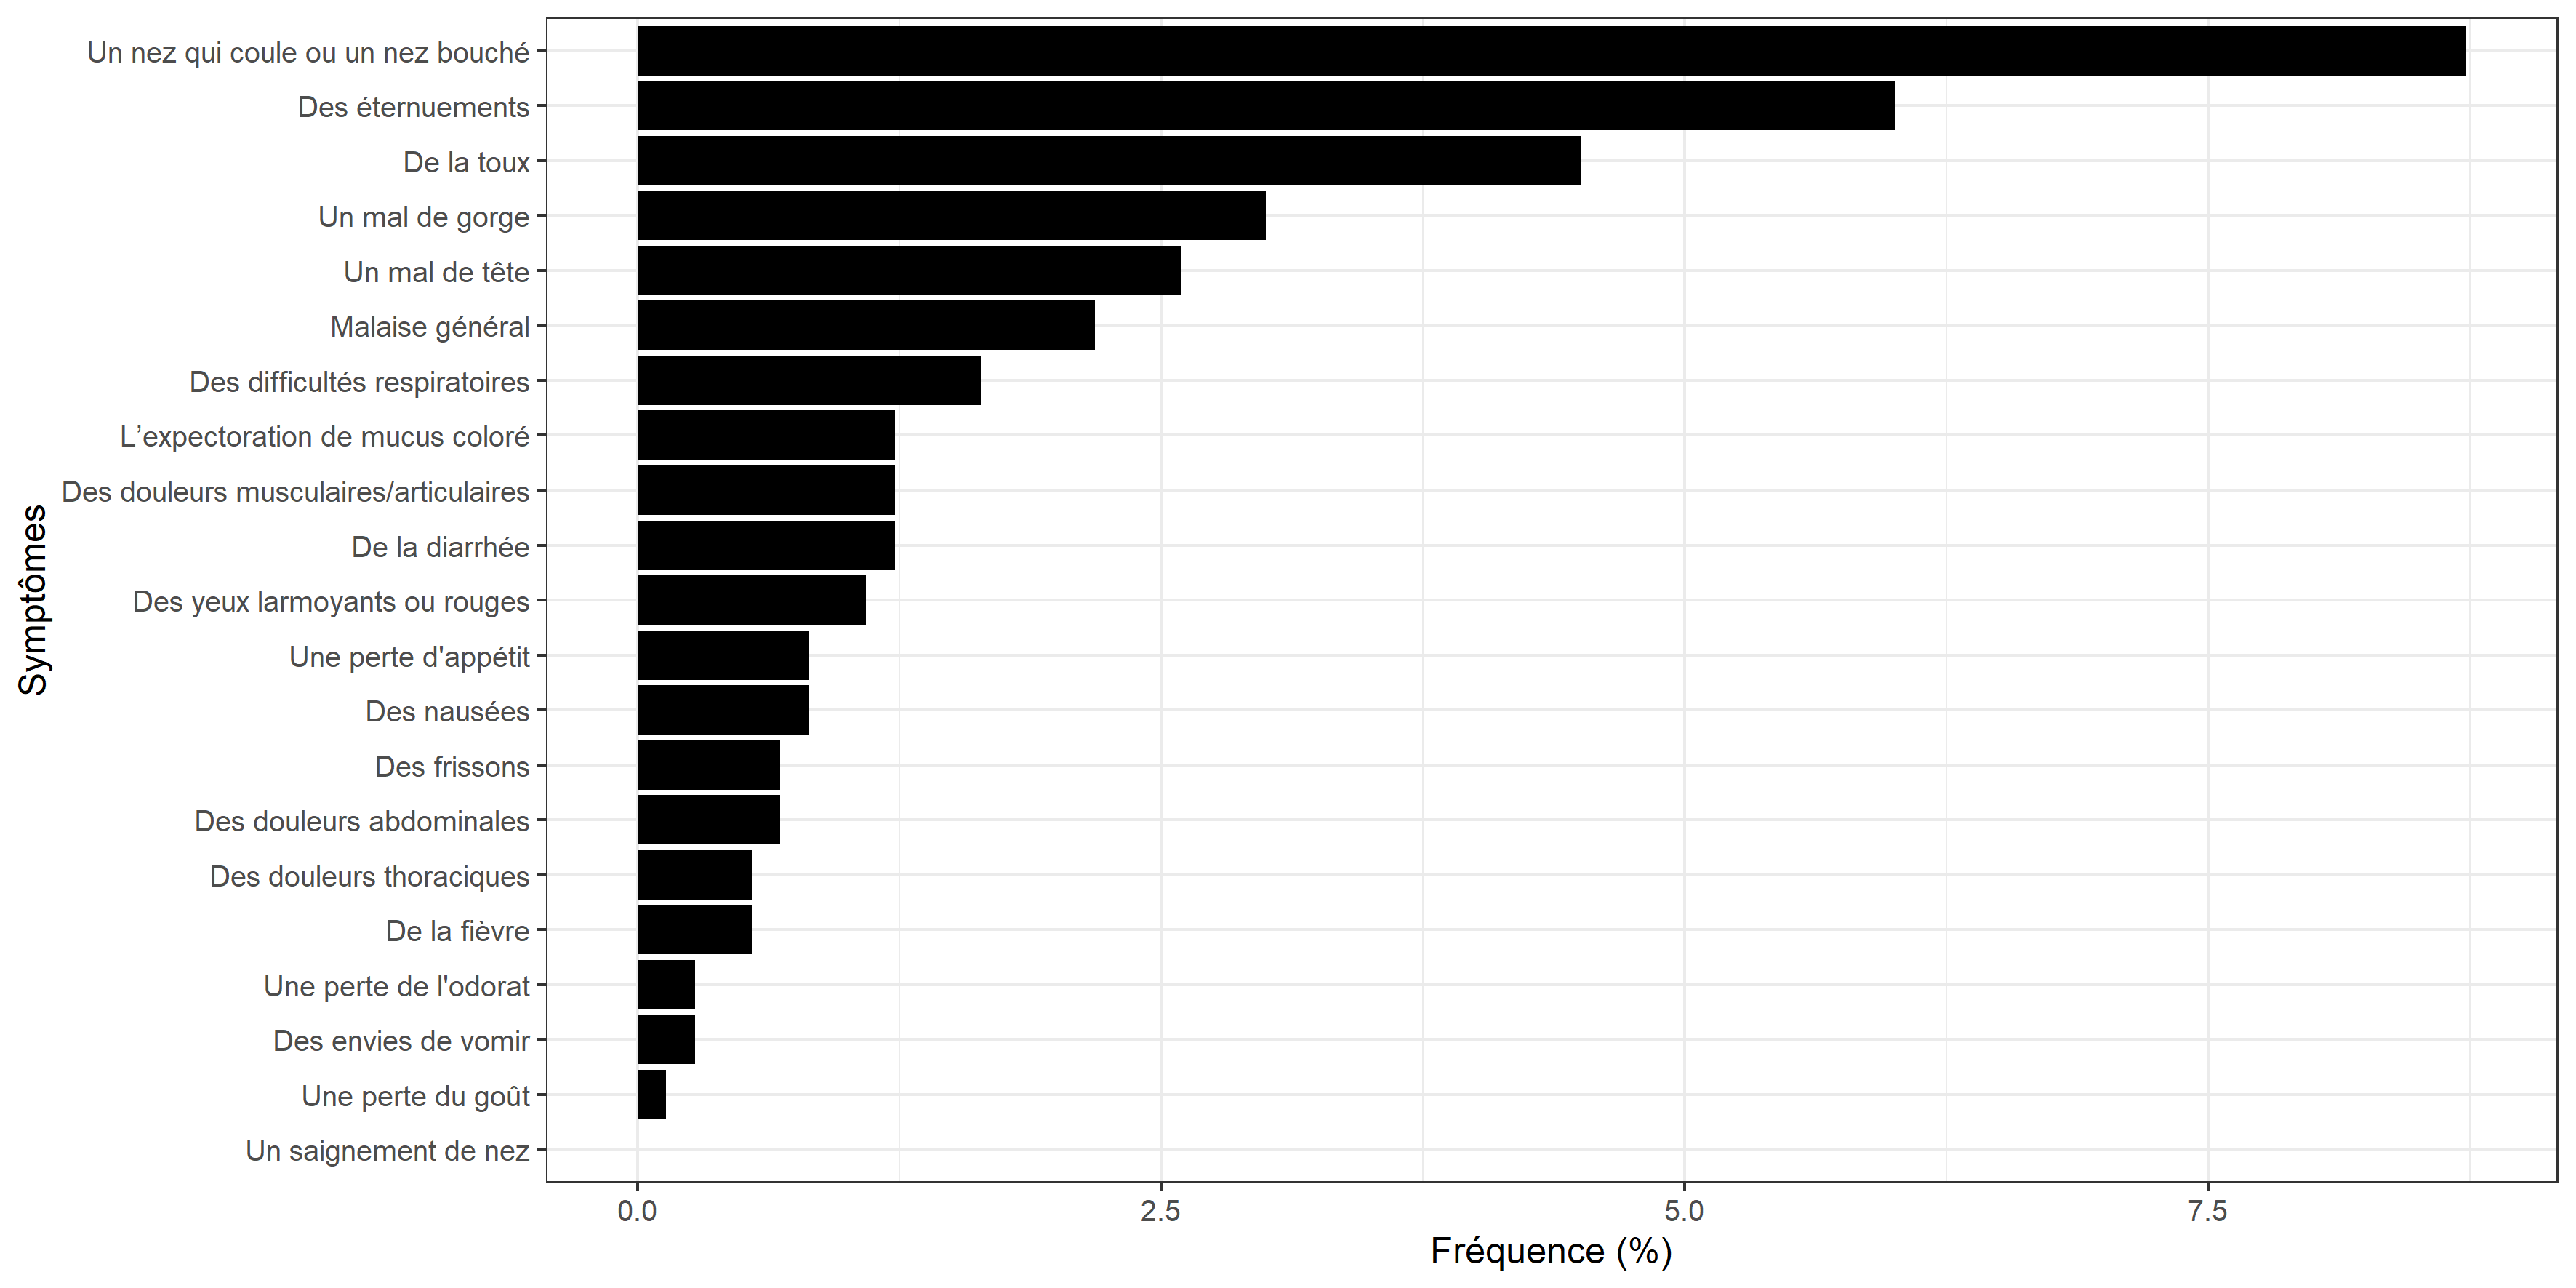 Un nez qui coule ou un nez bouché
Des éternuements
De la toux
Un mal de gorge
Un mal de tête
Malaise général
Des difficultés respiratoires
L’expectoration de mucus coloré
Des douleurs musculaires/articulaires
De la diarrhée
Des yeux larmoyants ou rouges
Une perte d'appétit
Des nausées
Des frissons
Des douleurs abdominales
Des douleurs thoraciques
De la fièvre
Une perte de l'odorat
Des envies de vomir
Une perte du goût
Un saignement de nez
Symptômes
0.0 2.5 5.0 7.5
Fréquence (%)